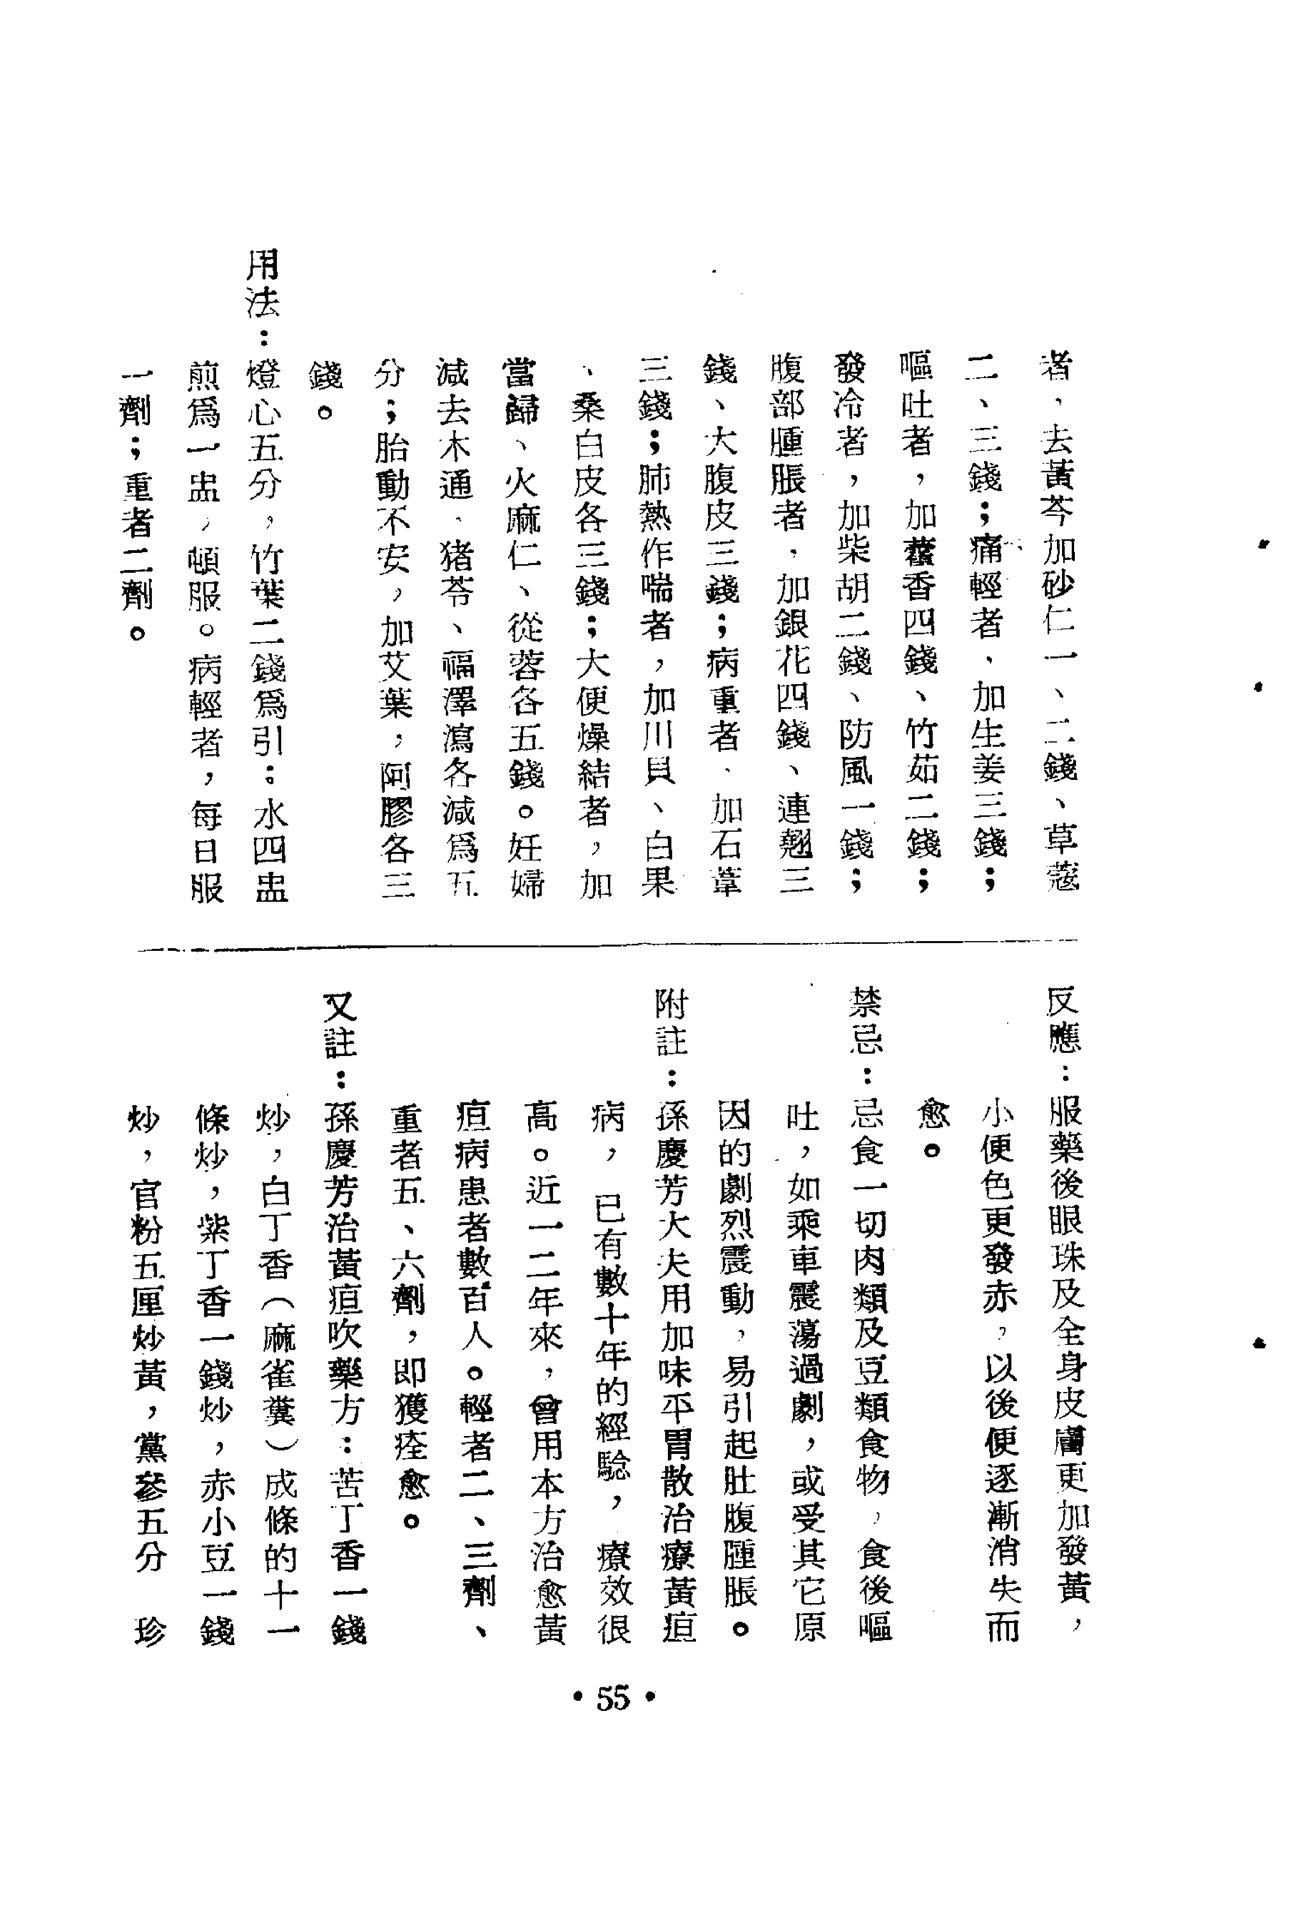 者，去黃芩加砂仁一、二錢、草蔻
二、三錢；痛輕者、加生姜三錢；
嘔吐者，加藿香四錢、竹茹二錢；
發冷者，加柴胡二錢、防風一錢；
腹部腫脹者，加銀花四錢、連翹三
錢、大腹皮三錢；病重者、加石葦
三錢；肺熱作喘者，加川貝、白果
、桑白皮各三錢；大便燥結者，加
當歸、火麻仁、從蓉各五錢。妊婦
減去木通、猪苓、福澤瀉各減爲五
分；胎動不安，加艾葉，阿膠各三
錢。
用法：燈心五分，竹葉二錢爲引：水四盅
煎爲一盅，頓服。病輕者，每日服
一劑；重者二劑。
反應：服藥後眼珠及全身皮膚更加發黃，
小便色更發赤，以後便逐漸消失而
愈。
禁忌：忌食一切肉類及豆類食物，食後嘔
吐，如乘車震蕩過劇，或受其它原
因的劇烈震動，易引起肚腹腫脹。
附註：孫慶芳大夫用加味平胃散治療黃疸
病，已有數十年的經驗，療效很
高。近一二年來，曾用本方治愈黃
疸病患者數百人。輕者二、三劑、
重者五、六劑，即獲痊愈。
又註：孫慶芳治黃疸吹藥方：苦丁香一錢
炒，白丁香（麻雀糞）成條的十一
條炒，紫丁香一錢炒，赤小豆一錢
炒，官粉五厘炒黃，黨參五分　珍
• 55 •